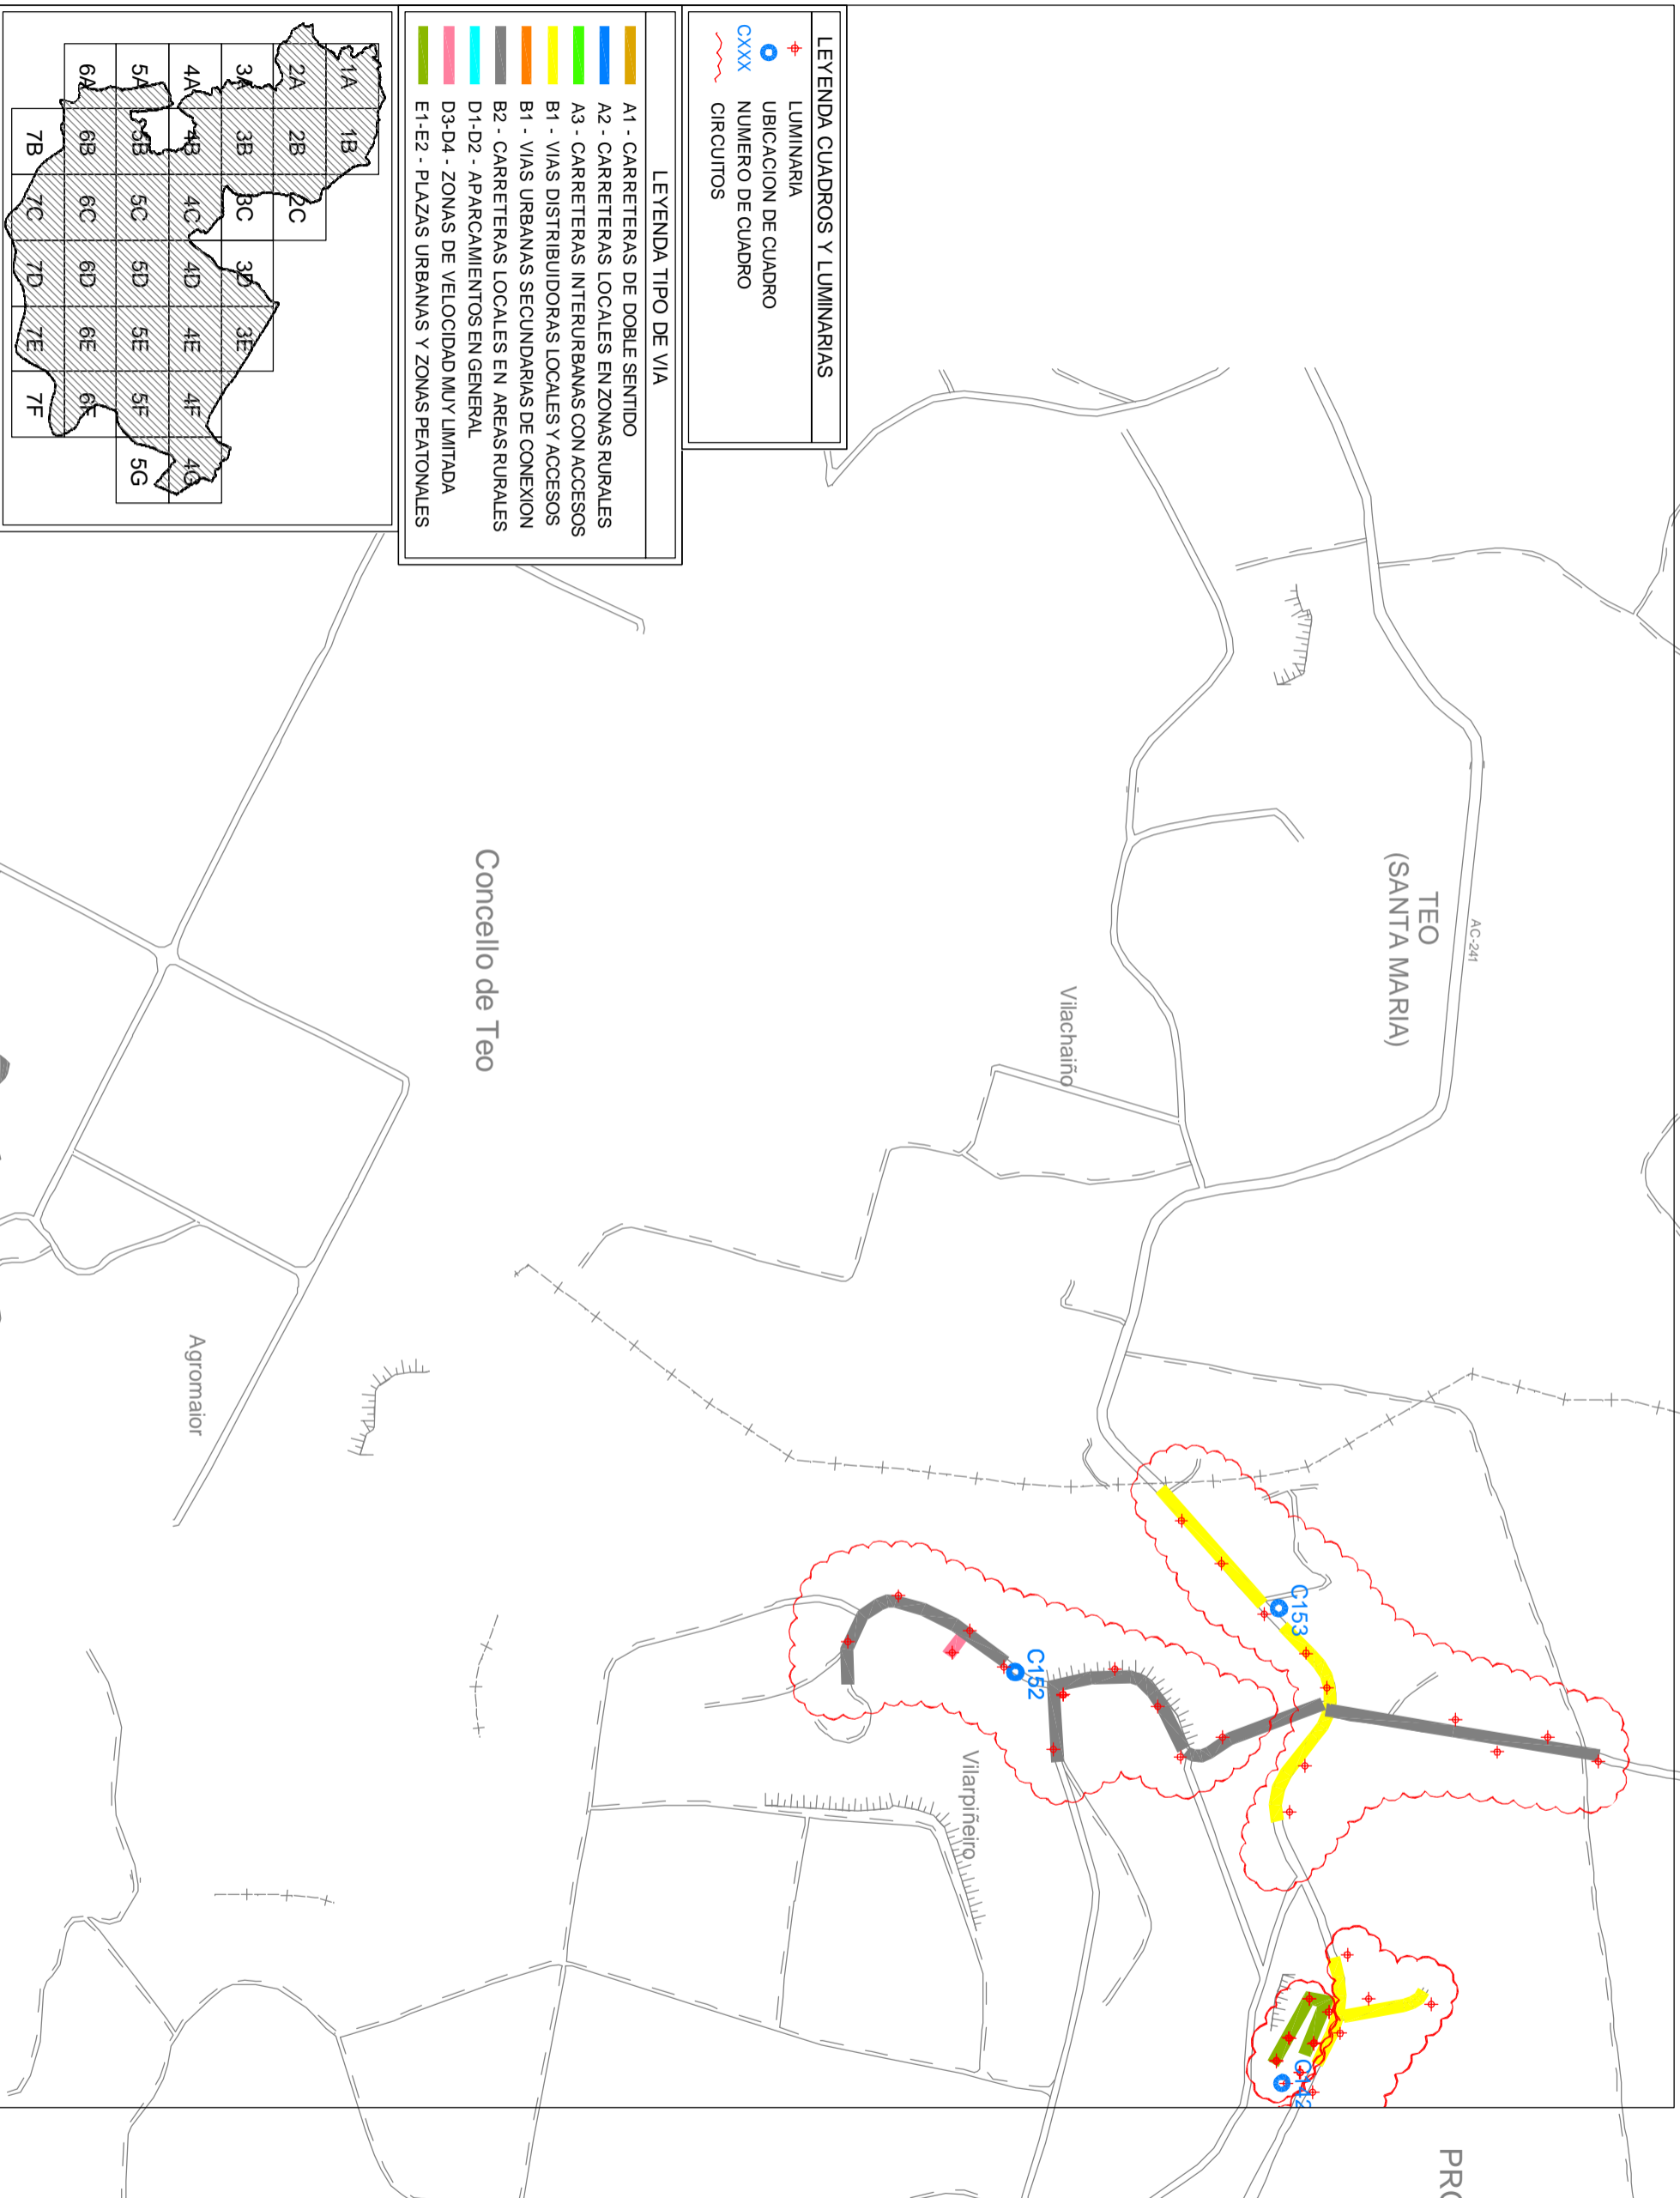 LEYENDA CUADROS Y LUMINARIAS
LUMINARIA
UBICACION DE CUADRO
CXXX NUMERO DE CUADRO
CIRCUITOS
LEYENDA TIPO DE VIA
A1 - CARRETERAS DE DOBLE SENTIDO
A2 - CARRETERAS LOCALES EN ZONAS RURALES
A3 - CARRETERAS INTERURBANAS CON ACCESOS
B1 - VIAS DISTRIBUIDORAS LOCALES Y ACCESOS
B1 - VIAS URBANAS SECUNDARIAS DE CONEXION
B2 - CARRETERAS LOCALES EN AREAS RURALES
D1-D2 - APARCAMIENTOS EN GENERAL
D3-D4 - ZONAS DE VELOCIDAD MUY LIMITADA
E1-E2 - PLAZAS URBANAS Y ZONAS PEATONALES
1A 1B
2A 2B 2C
3A 3B 3C 3D 3E
4A 4B 4C 4D 4E 4F 4G
5A 5B 5C 5D 5E 5F 5G
6A 6B 6C 6D 6E 6F
7B 7C 7D 7E 7F
AC-241
TEO
(SANTA MARIA)
Vilachaiño
Concello de Teo
Agromaior
C153
C152
Vilarpiñeiro
C142
PRO